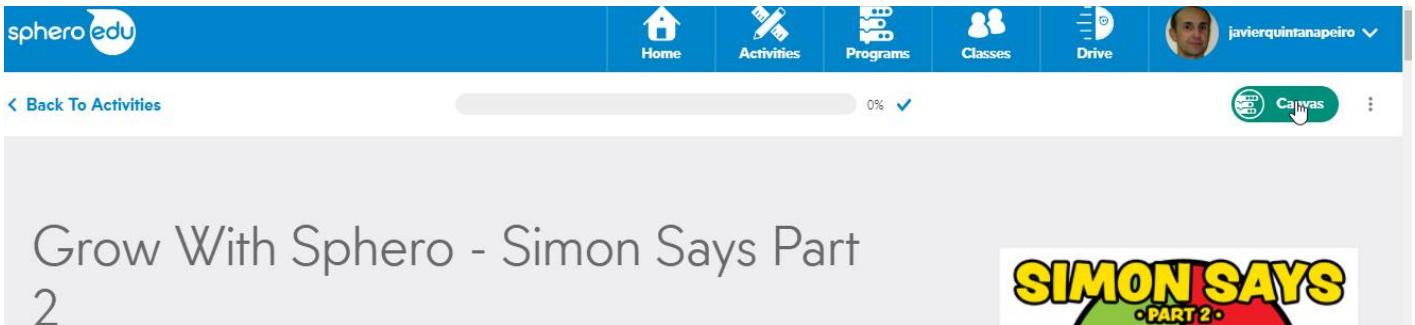 sphero edu
Home Activities Programs Classes Drive javierquintanapeiro
Back To Activities 0% Canvas
Grow With Sphero - Simon Says Part
2
SIMON SAYS
•PART 2•